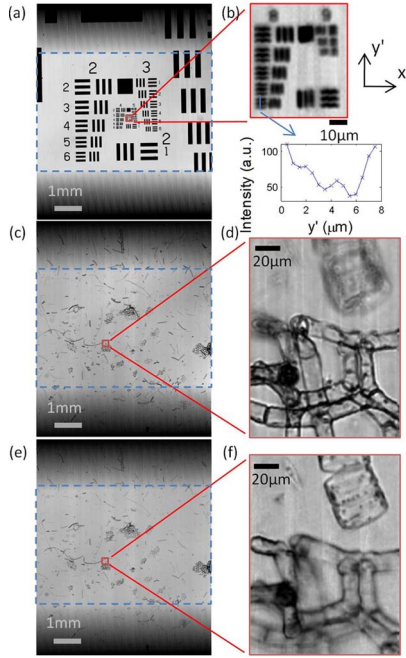 (a)
2 3
2
3
4
5
6
2
1
1mm
(b)
y'
x
10μm
Intensity (a.u.)
100
50
0 2 4 6 8
y' (μm)
(c)
1mm
(d)
20μm
(e)
1mm
(f)
20μm